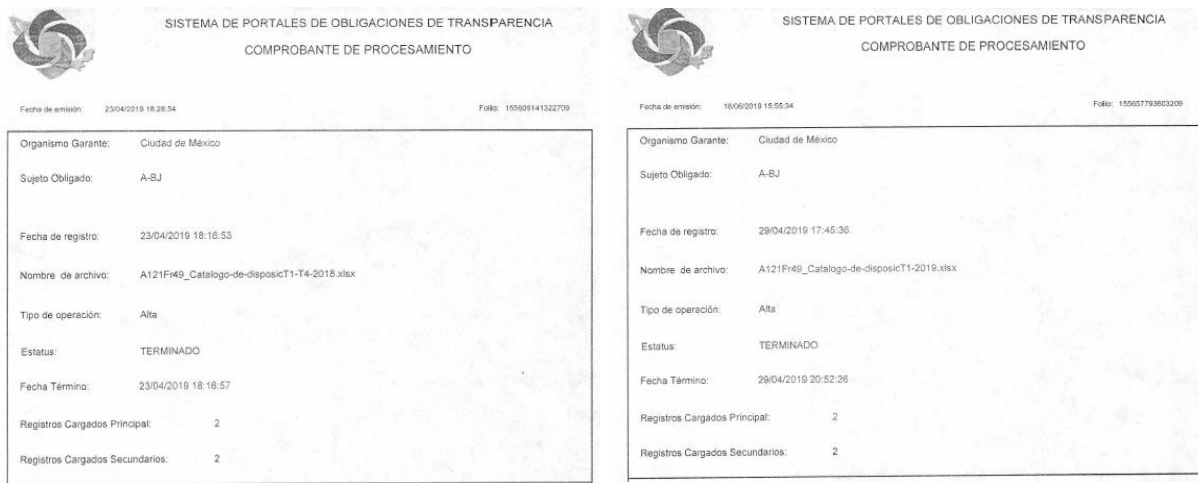 SISTEMA DE PORTALES DE OBLIGACIONES DE TRANSPARENCIA
COMPROBANTE DE PROCESAMIENTO
Fecha de emisión: 23/04/2019 18:28:54 Folio: 155609141322709
Organismo Garante: Ciudad de México
Sujeto Obligado: A-BJ
Fecha de registro: 23/04/2019 18:16:53
Nombre de archivo: A121Fr49_Catalogo-de-disposicT1-T4-2018.xlsx
Tipo de operación: Alta
Estatus: TERMINADO
Fecha Término: 23/04/2019 18:16:57
Registros Cargados Principal: 2
Registros Cargados Secundarios: 2
SISTEMA DE PORTALES DE OBLIGACIONES DE TRANSPARENCIA
COMPROBANTE DE PROCESAMIENTO
Fecha de emisión: 18/06/2019 15:55:34 Folio: 155657793603209
Organismo Garante: Ciudad de México
Sujeto Obligado: A-BJ
Fecha de registro: 29/04/2019 17:45:36
Nombre de archivo: A121Fr49_Catalogo-de-disposicT1-2019.xlsx
Tipo de operación: Alta
Estatus: TERMINADO
Fecha Término: 29/04/2019 20:52:26
Registros Cargados Principal: 2
Registros Cargados Secundarios: 2